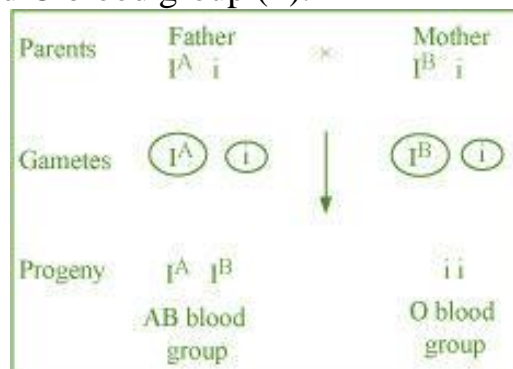 Father Mother
Parents I^A i × I^B i
Gametes I^A i I^B i
Progeny I^A I^B i i
AB blood group O blood group